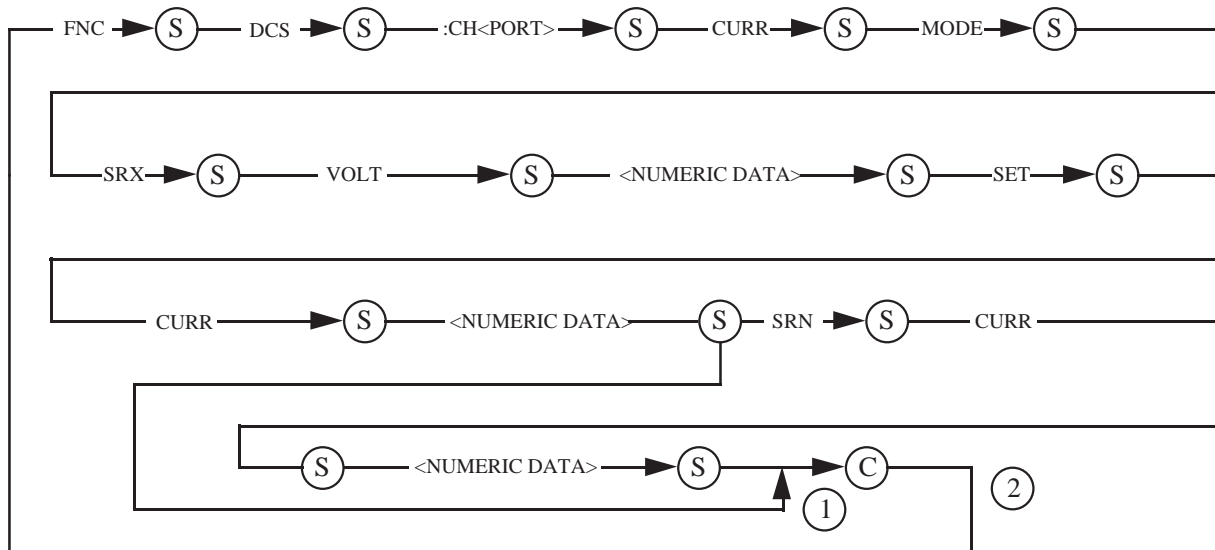 FNC S DCS S :CH<PORT> S CURR S MODE S
SRX S VOLT S <NUMERIC DATA> S SET S
CURR S <NUMERIC DATA> S SRN S CURR
S <NUMERIC DATA> S C
1
2